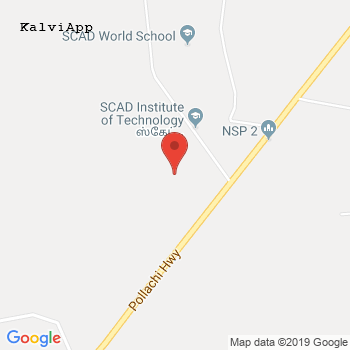 KalviApp
SCAD World School
SCAD Institute
of Technology
ஸ்கே...
NSP 2
Pollachi Hwy
Google
Map data ©2019 Google